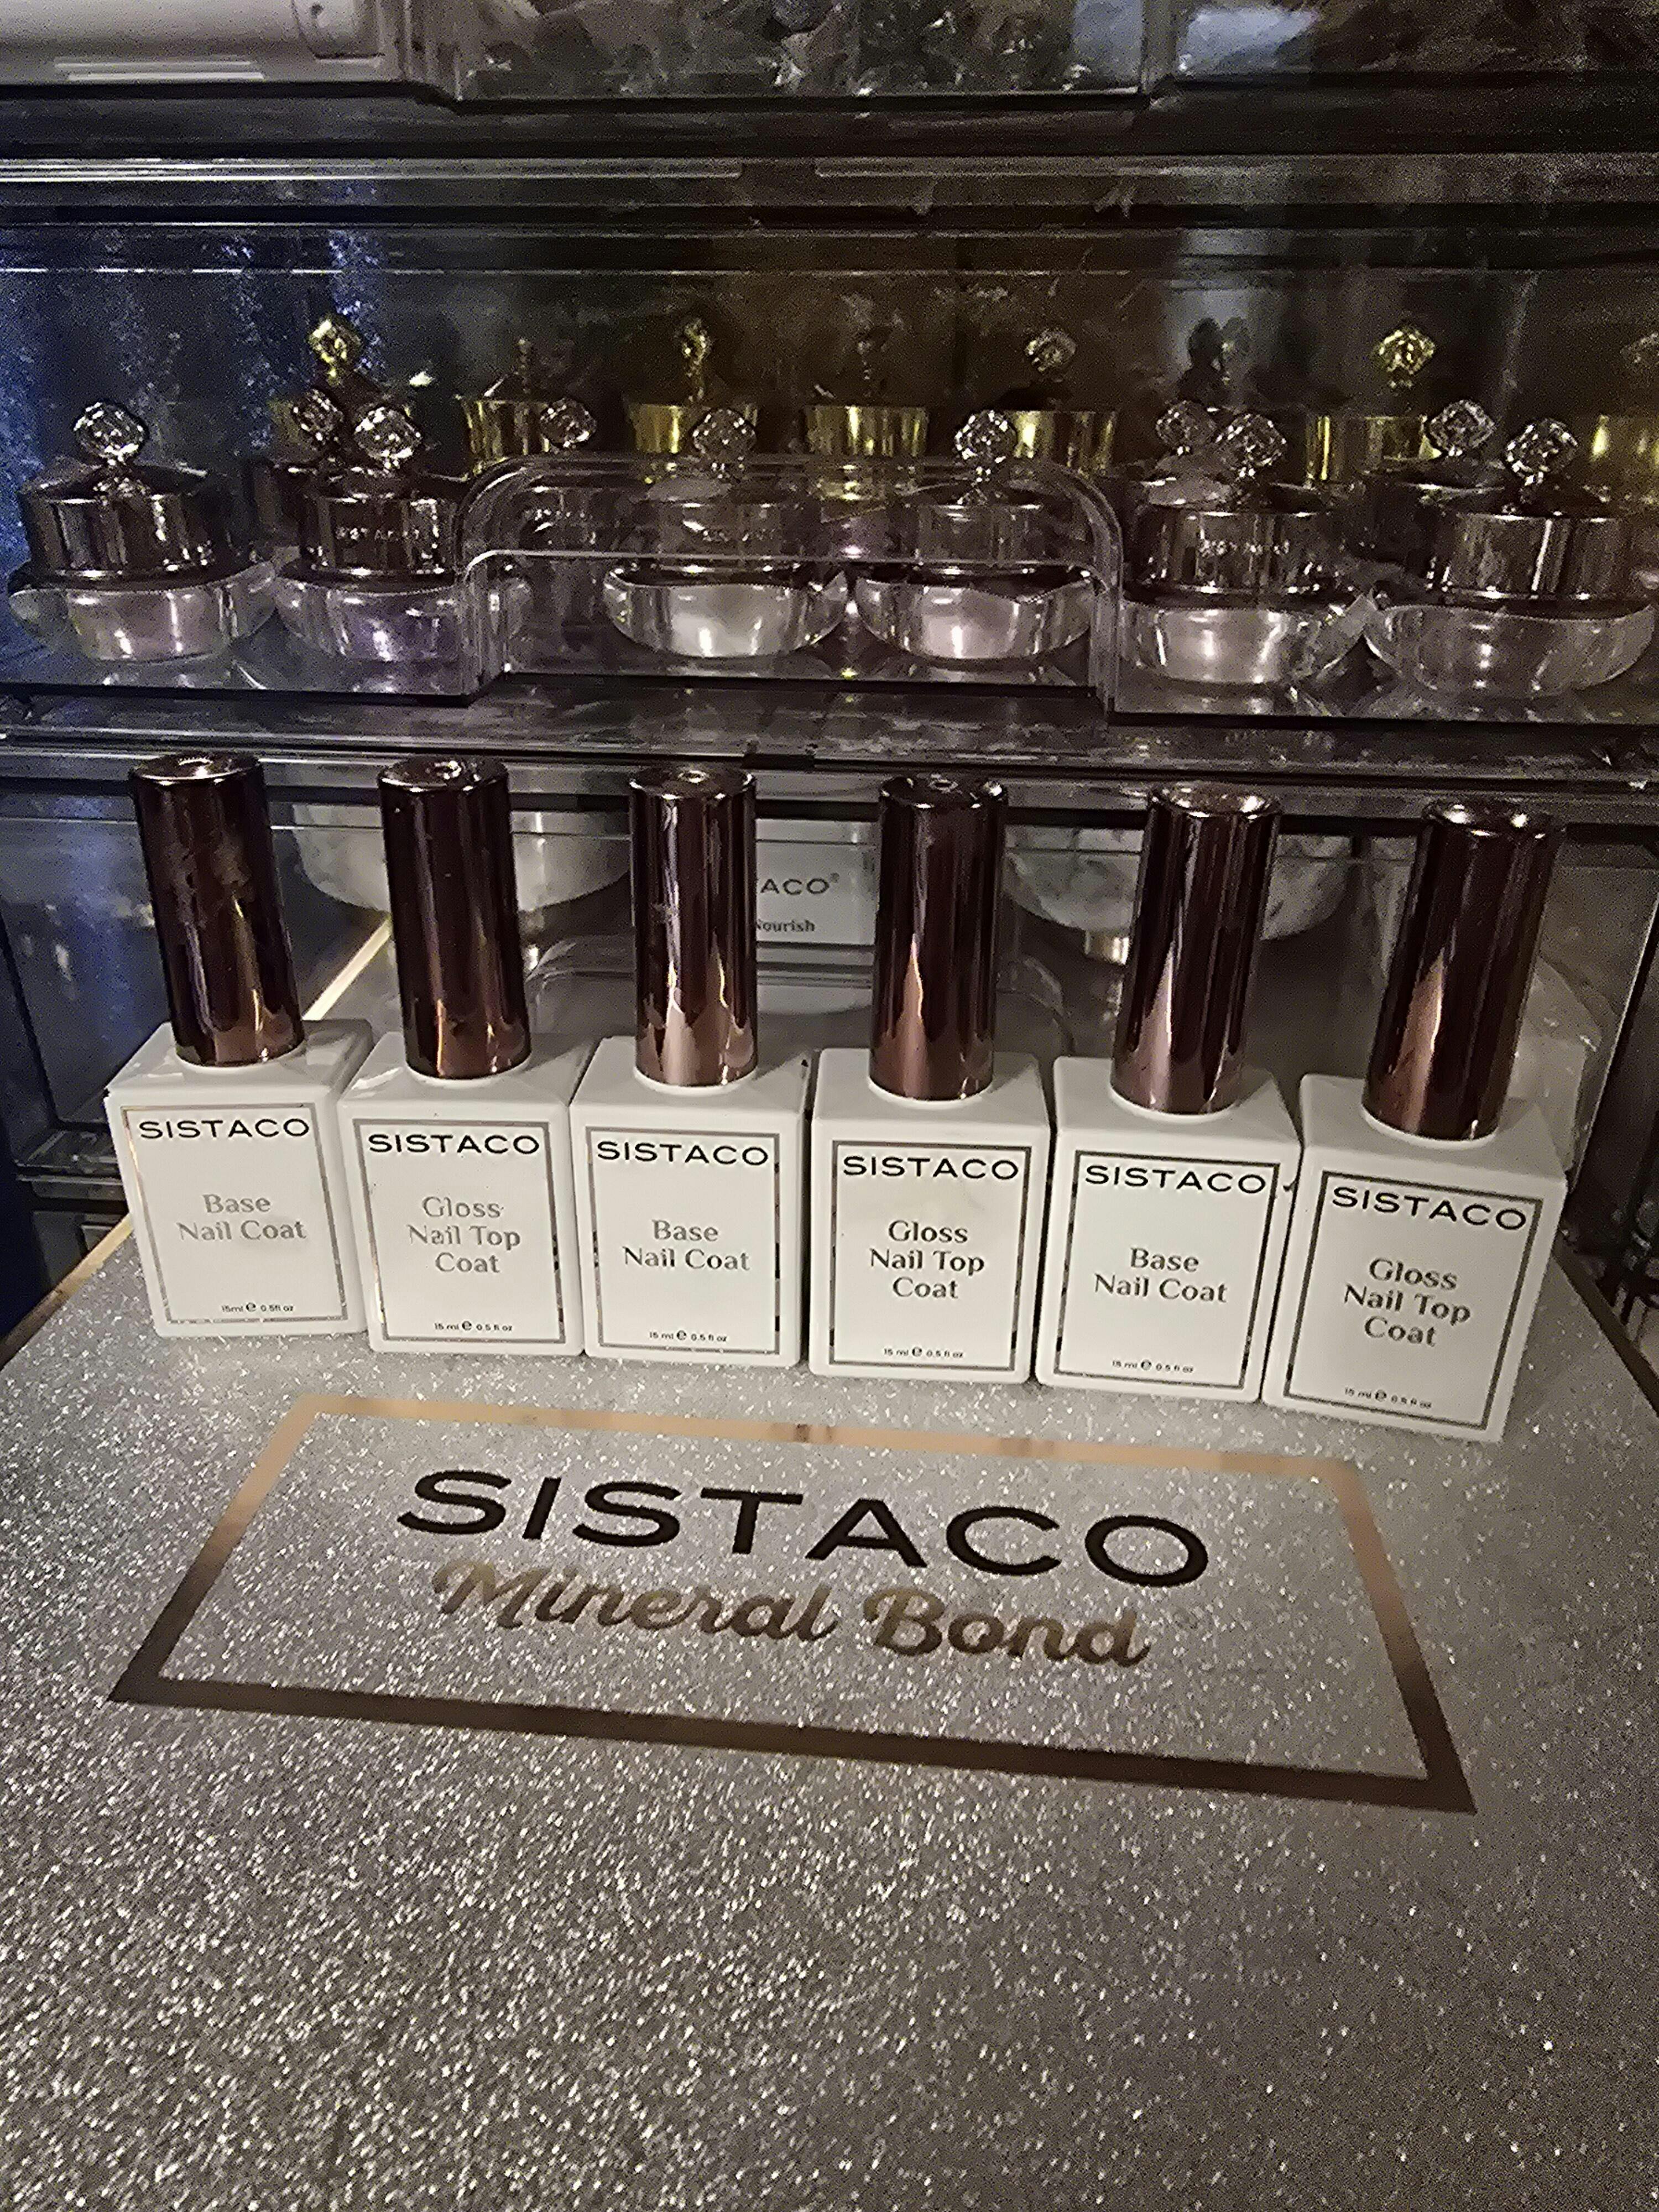 TACO®
Nourish
SISTACO
Base
Nail Coat
15ml e 0.5fl oz
SISTACO
Gloss
Nail Top
Coat
15 ml e 0.5 fl oz
SISTACO
Base
Nail Coat
15 ml e 0.5 fl oz
SISTACO
Gloss
Nail Top
Coat
15 ml e 0.5 fl oz
SISTACO
Base
Nail Coat
15 ml e 0.5 fl oz
SISTACO
Gloss
Nail Top
Coat
15 ml e 0.5 fl oz
SISTACO
Mineral Bond